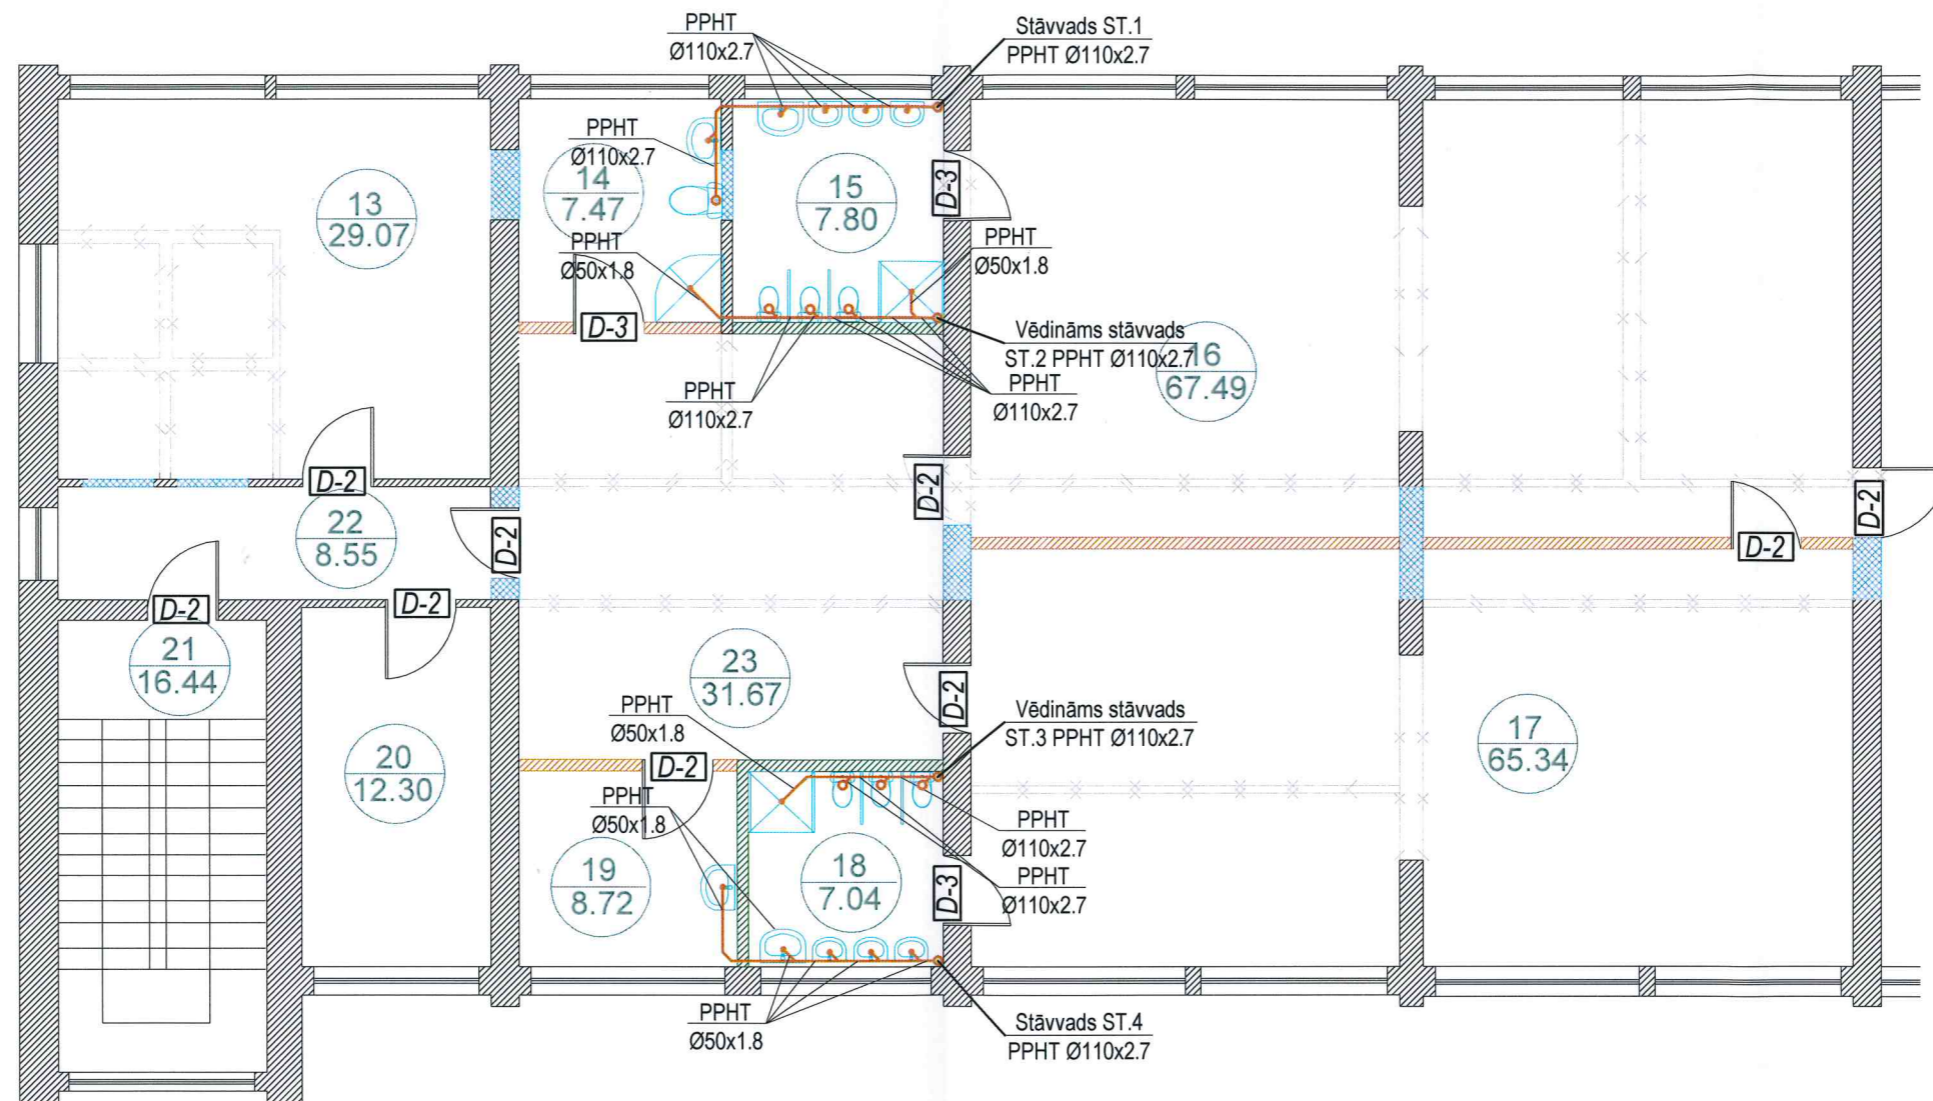 PPHT
Ø110x2.7
Stāvvads ST.1
PPHT Ø110x2.7
PPHT
Ø110x2.7
13
29.07
14
7.47
15
7.80
D-3
PPHT
Ø50x1.8
PPHT
Ø50x1.8
D-3
Vēdināms stāvvads
ST.2 PPHT Ø110x2.7
16
67.49
PPHT
Ø110x2.7
PPHT
Ø110x2.7
D-2
D-2
D-2
22
8.55
D-2
D-2
D-2
D-2
21
16.44
23
31.67
D-2
PPHT
Ø50x1.8
Vēdināms stāvvads
ST.3 PPHT Ø110x2.7
17
65.34
20
12.30
D-2
PPHT
Ø50x1.8
PPHT
Ø110x2.7
19
8.72
18
7.04
D-3
PPHT
Ø110x2.7
PPHT
Ø50x1.8
Stāvvads ST.4
PPHT Ø110x2.7